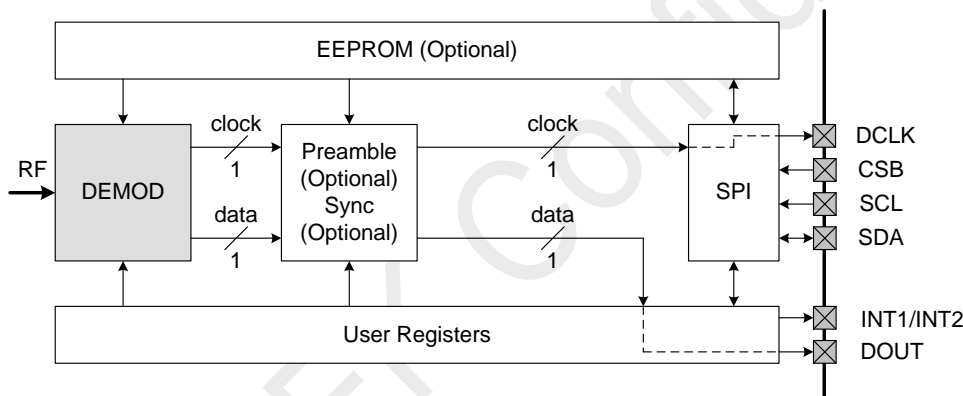 EEPROM (Optional)
RF
DEMOD
clock
1
data
1
Preamble
(Optional)
Sync
(Optional)
clock
1
data
1
SPI
DCLK
CSB
SCL
SDA
User Registers
INT1/INT2
DOUT